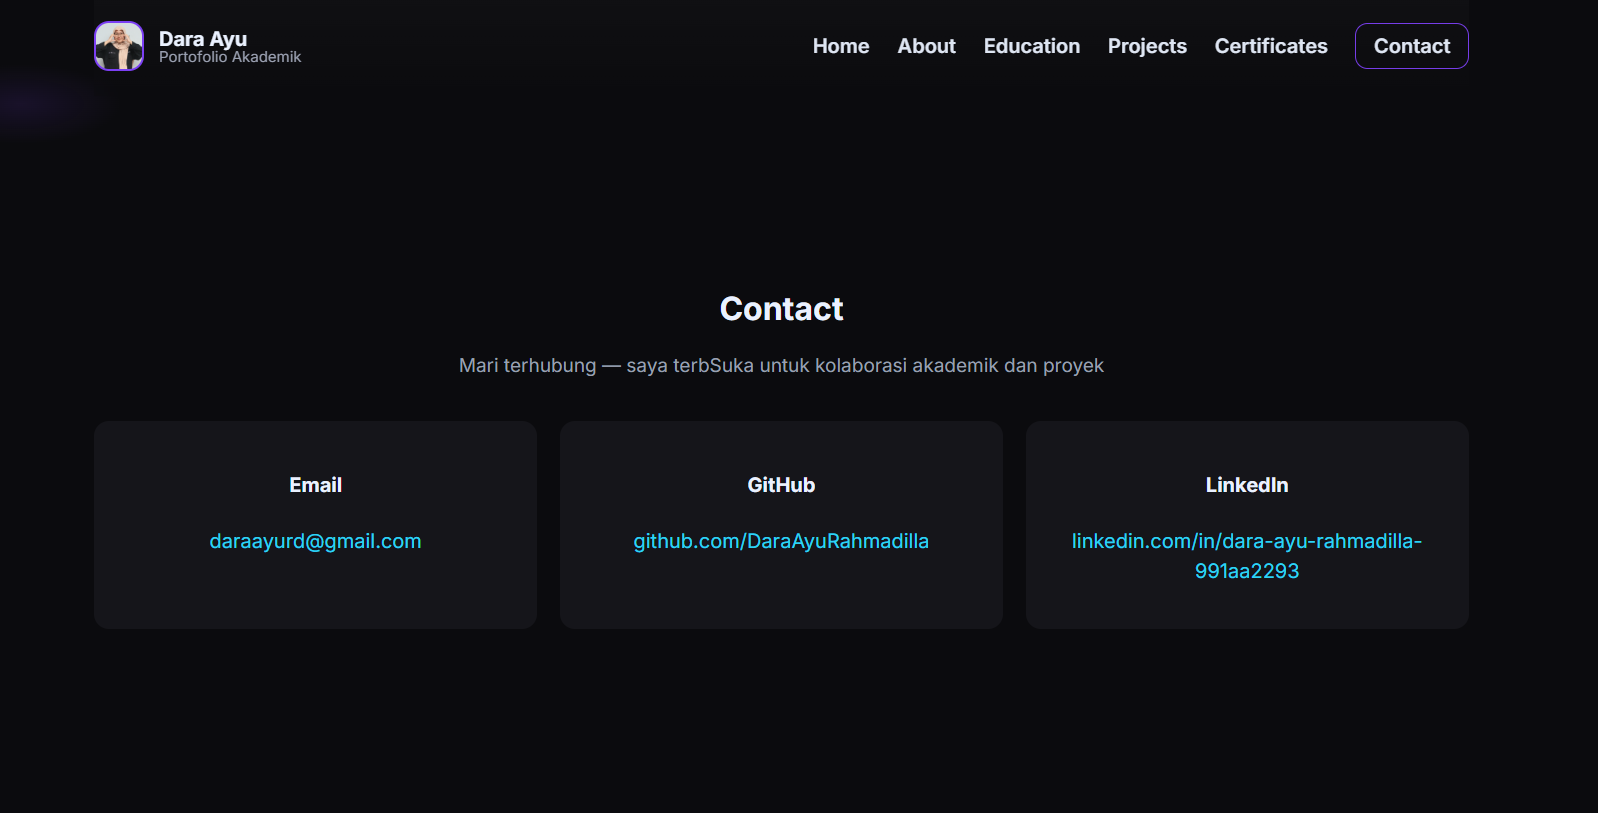 Dara Ayu
Portofolio Akademik
Home
About
Education
Projects
Certificates
Contact
Contact
Mari terhubung — saya terbSuka untuk kolaborasi akademik dan proyek
Email
daraayurd@gmail.com
GitHub
github.com/DaraAyuRahmadilla
LinkedIn
linkedin.com/in/dara-ayu-rahmadilla-
991aa2293